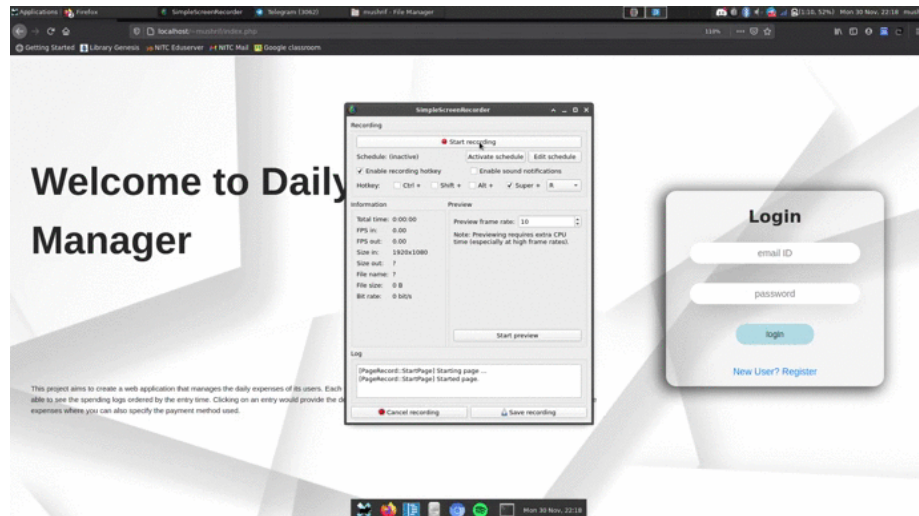 Applications Firefox SimpleScreenRecorder Telegram (3062) mushrif - File Manager (1:10, 52%) Mon 30 Nov, 22:18
localhost/~mushrif/index.php 110%
Getting Started Library Genesis NITC Eduserver NITC Mail Google classroom
SimpleScreenRecorder
Recording
Start recording
Schedule: (inactive) Activate schedule Edit schedule
Enable recording hotkey Enable sound notifications
Hotkey: Ctrl + Shift + Alt + Super + R
Information Preview
Total time: 0:00:00
FPS in: 0.00
FPS out: 0.00
Size in: 1920x1080
Size out: ?
File name: ?
File size: 0 B
Bit rate: 0 bit/s
Preview frame rate: 10
Note: Previewing requires extra CPU
time (especially at high frame rates).
Start preview
Log
[PageRecord::StartPage] Starting page ...
[PageRecord::StartPage] Started page.
Cancel recording Save recording
Welcome to Daily
Manager
This project aims to create a web application that manages the daily expenses of its users. Each
able to see the spending logs ordered by the entry time. Clicking on an entry would provide the
expenses where you can also specify the payment method used.
Login
email ID
password
login
New User? Register
Mon 30 Nov, 22:18